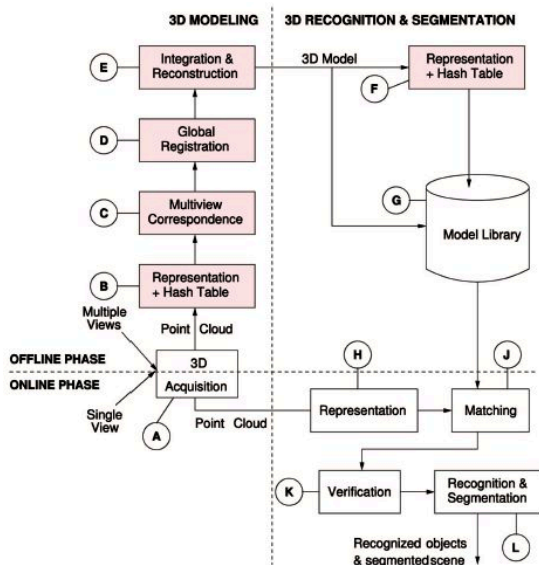 3D MODELING
3D RECOGNITION & SEGMENTATION
E
Integration &
Reconstruction
3D Model
Representation
+ Hash Table
F
D
Global
Registration
C
Multiview
Correspondence
G
Model Library
B
Representation
+ Hash Table
Multiple
Views
Point Cloud
OFFLINE PHASE
ONLINE PHASE
3D
Acquisition
H
J
Single
View
A
Point Cloud
Representation
Matching
K
Verification
Recognition &
Segmentation
L
Recognized objects
& segmentedscene